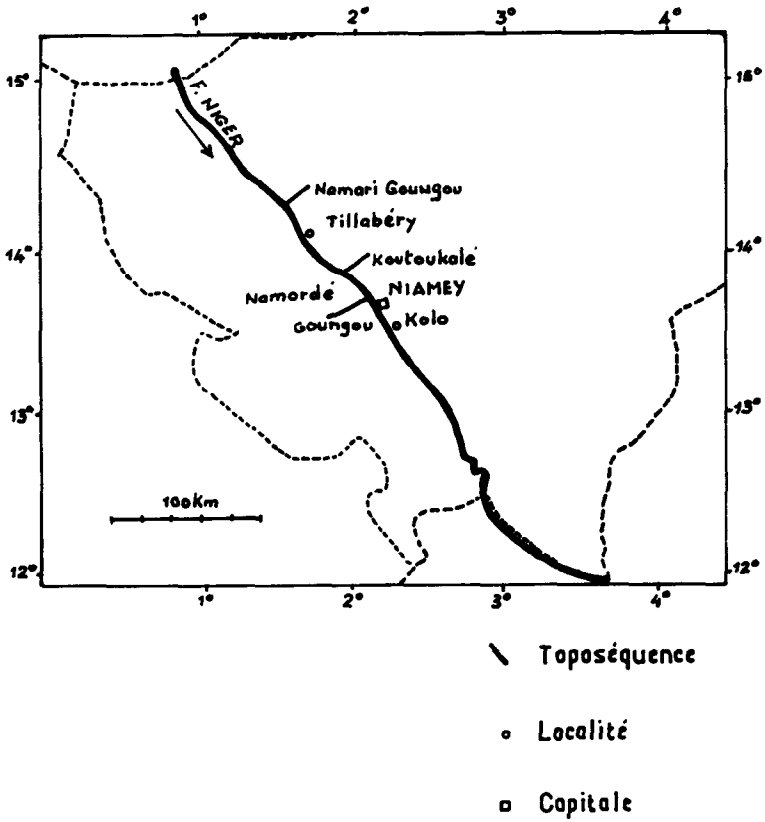 1° 2° 3° 4°
15° 15°
F. NIGER
Namari Goungou
Tillabéry
14° 14°
Koutoukalé
Namordé NIAMEY
Goungou Kolo
13° 13°
100Km
12° 12°
1° 2° 3° 4°
Toposéquence
Localité
Capitale